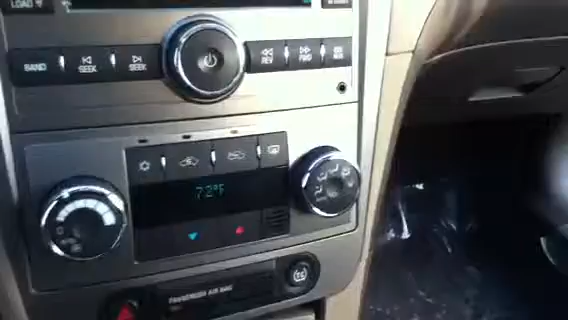 LOAD
BAND
SEEK
SEEK
REV
FWD
72°F
PASSENGER AIR BAG